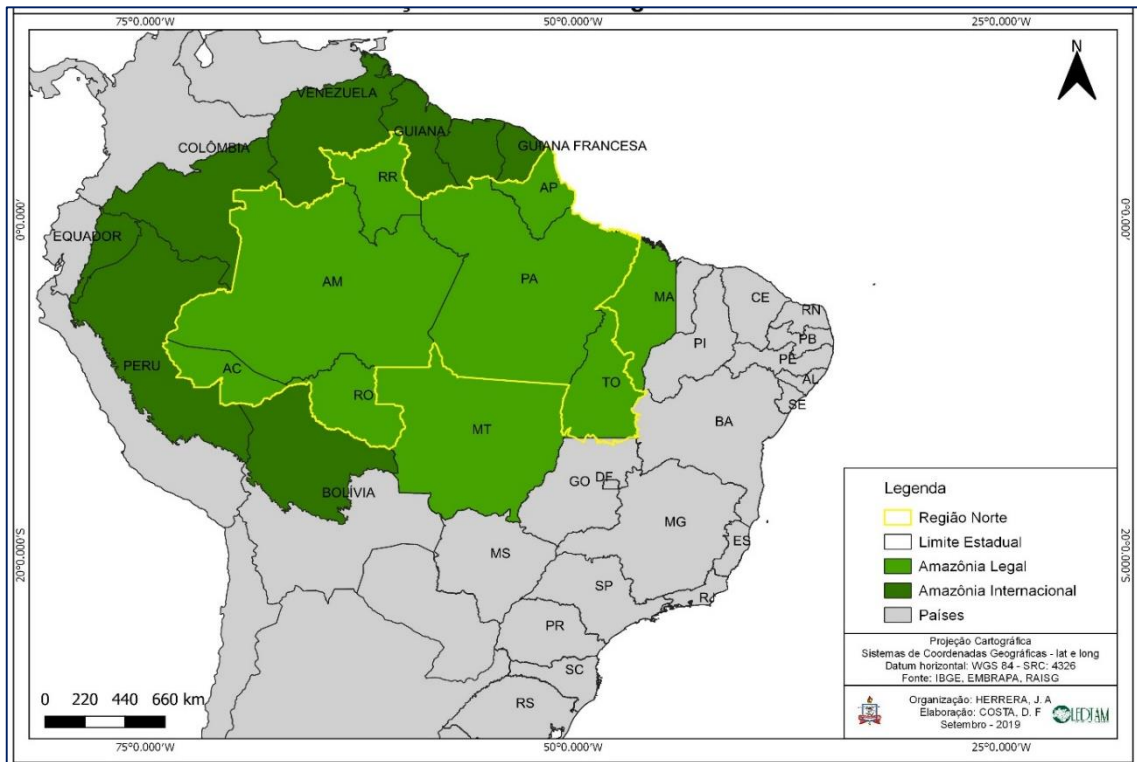 75°0.000'W 50°0.000'W 25°0.000'W
N
VENEZUELA
GUIANA
COLÔMBIA
GUIANA FRANCESA
RR
AP
0°0.000' 0°0.000'
EQUADOR
AM
PA
MA
CE
RN
PB
PI
PE
PERU
AC
TO
AL
RO
SE
BA
MT
DF
GO
BOLÍVIA
MG
ES
MS
20°0.000'S 20°0.000'S
SP
RJ
PR
SC
RS
Legenda
Região Norte
Limite Estadual
Amazônia Legal
Amazônia Internacional
Países
Projeção Cartográfica
Sistemas de Coordenadas Geográficas - lat e long
Datum horizontal: WGS 84 - SRC: 4326
Fonte: IBGE, EMBRAPA, RAISG
Organização: HERRERA, J. A
Elaboração: COSTA, D. F
Setembro - 2019
0 220 440 660 km
75°0.000'W 50°0.000'W 25°0.000'W